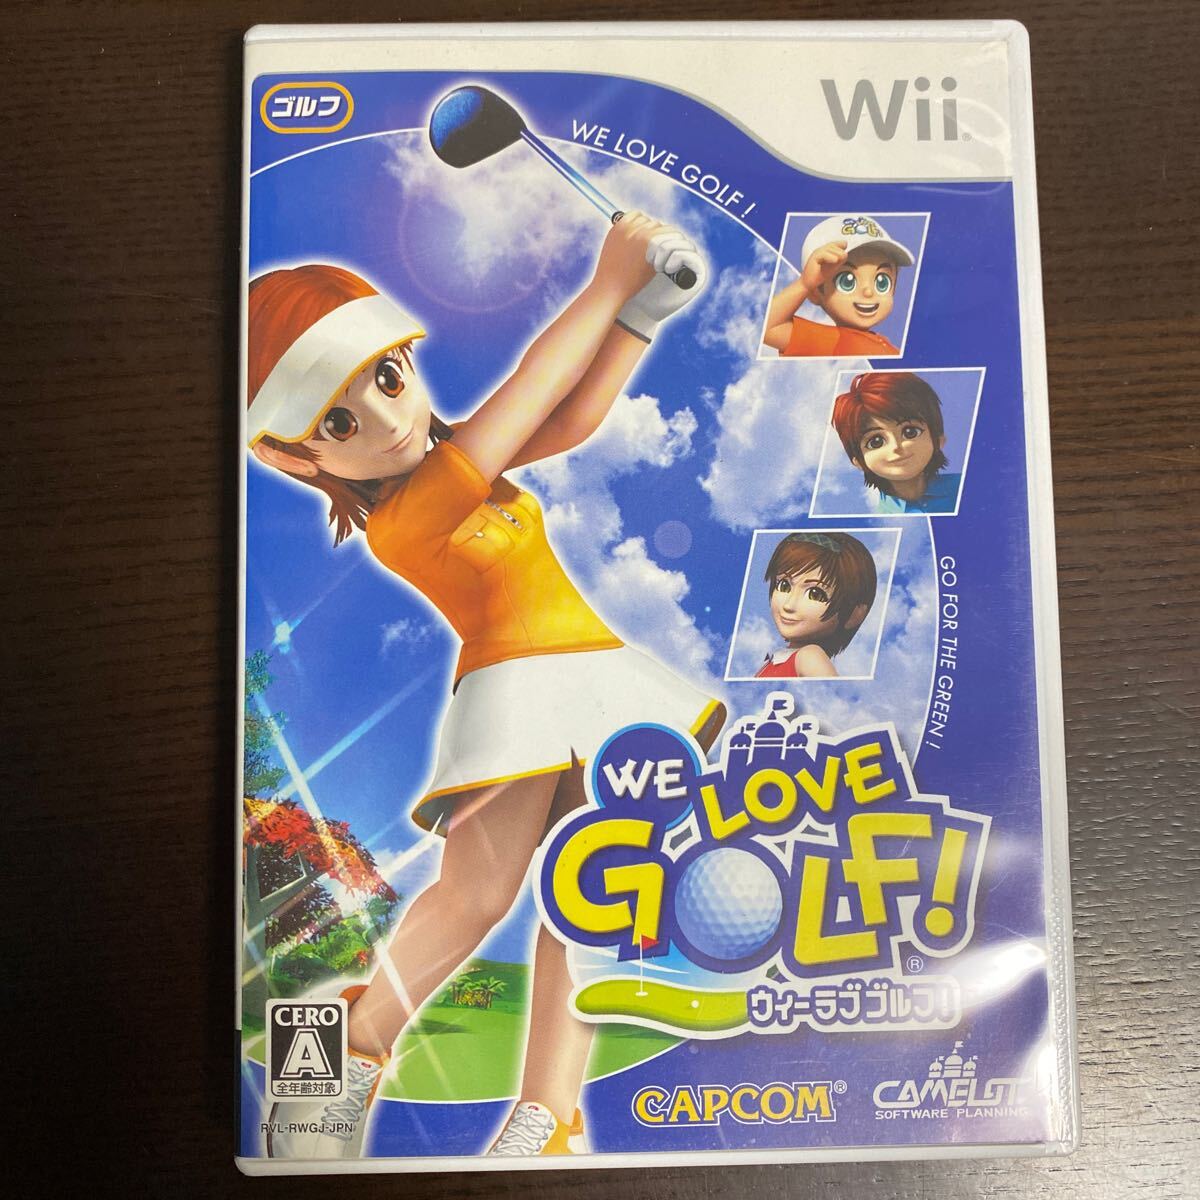 ゴルフ
Wii®
WE LOVE GOLF!
GOLF
GO FOR THE GREEN!
WE
LOVE
GOLF!®
ウィーラブゴルフ!
CERO
A
全年齢対象
CAPCOM®
CAMELOT
SOFTWARE PLANNING
RVL-RWGJ-JPN